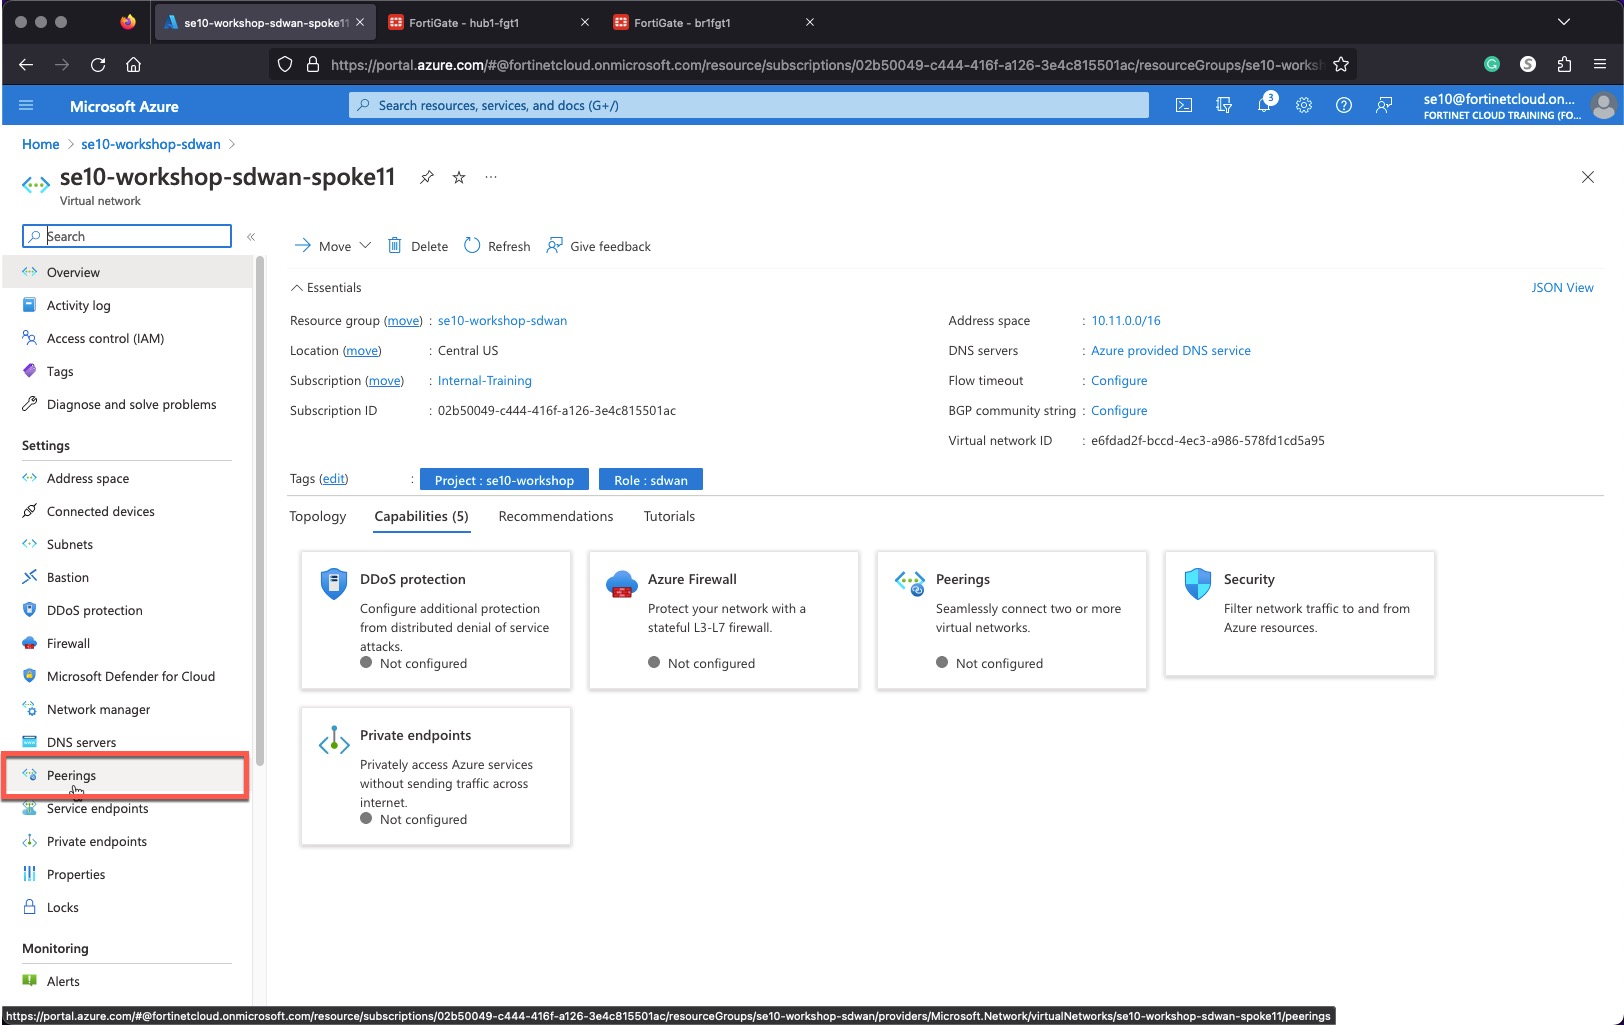 se10-workshop-sdwan-spoke11
FortiGate - hub1-fgt1
FortiGate - br1fgt1
https://portal.azure.com/#@fortinetcloud.onmicrosoft.com/resource/subscriptions/02b50049-c444-416f-a126-3e4c815501ac/resourceGroups/se10-works
Microsoft Azure
Search resources, services, and docs (G+/)
3
se10@fortinetcloud.on...
FORTINET CLOUD TRAINING (FO...
Home > se10-workshop-sdwan >
se10-workshop-sdwan-spoke11
Virtual network
Search
Move
Delete
Refresh
Give feedback
Overview
Activity log
Access control (IAM)
Tags
Diagnose and solve problems
Settings
Address space
Connected devices
Subnets
Bastion
DDoS protection
Firewall
Microsoft Defender for Cloud
Network manager
DNS servers
Peerings
Service endpoints
Private endpoints
Properties
Locks
Monitoring
Alerts
Essentials
JSON View
Resource group (move) : se10-workshop-sdwan
Location (move) : Central US
Subscription (move) : Internal-Training
Subscription ID : 02b50049-c444-416f-a126-3e4c815501ac
Address space : 10.11.0.0/16
DNS servers : Azure provided DNS service
Flow timeout : Configure
BGP community string : Configure
Virtual network ID : e6fdad2f-bccd-4ec3-a986-578fd1cd5a95
Tags (edit) : Project : se10-workshop Role : sdwan
Topology
Capabilities (5)
Recommendations
Tutorials
DDoS protection
Configure additional protection
from distributed denial of service
attacks.
Not configured
Azure Firewall
Protect your network with a
stateful L3-L7 firewall.
Not configured
Peerings
Seamlessly connect two or more
virtual networks.
Not configured
Security
Filter network traffic to and from
Azure resources.
Private endpoints
Privately access Azure services
without sending traffic across
internet.
Not configured
https://portal.azure.com/#@fortinetcloud.onmicrosoft.com/resource/subscriptions/02b50049-c444-416f-a126-3e4c815501ac/resourceGroups/se10-workshop-sdwan/providers/Microsoft.Network/virtualNetworks/se10-workshop-sdwan-spoke11/peerings